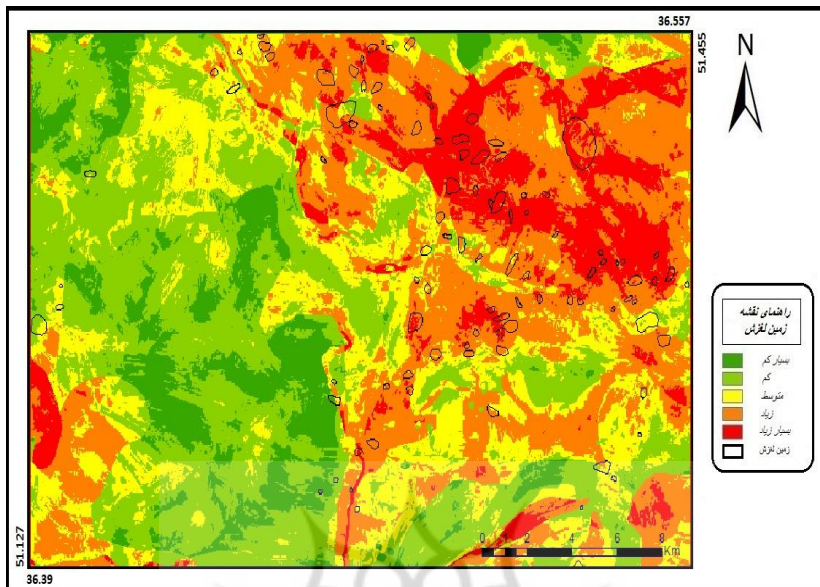 36.557
51.455
N
راهنمای نقشه
زمین لغزش
بسیار کم
کم
متوسط
زیاد
بسیار زیاد
زمین لغزش
0 2 4 6 8
Km
51.127
36.39